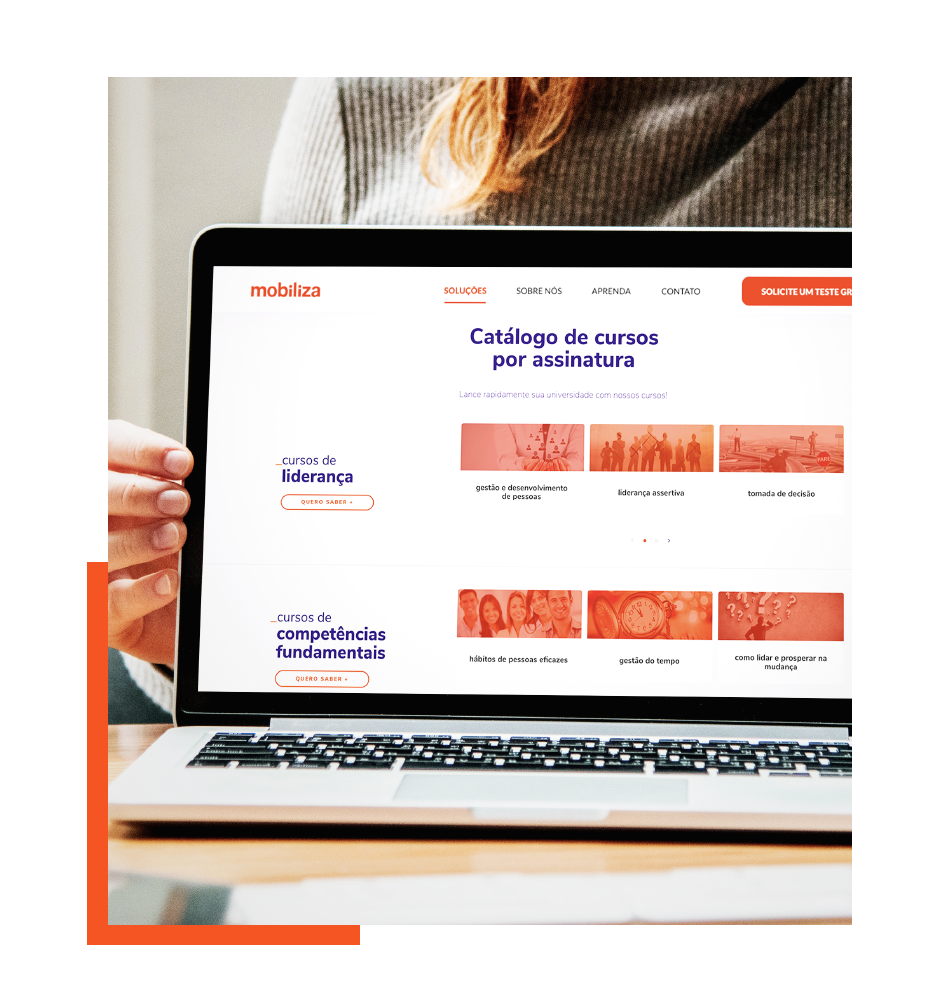 mobiliza
SOLUÇÕES
SOBRE NÓS
APRENDA
CONTATO
SOLICITE UM TESTE GR
Catálogo de cursos
por assinatura
Lance rapidamente sua universidade com nossos cursos!
_cursos de
liderança
QUERO SABER +
gestão e desenvolvimento
de pessoas
liderança assertiva
tomada de decisão
_cursos de
competências
fundamentais
QUERO SABER +
hábitos de pessoas eficazes
gestão do tempo
como lidar e prosperar na
mudança